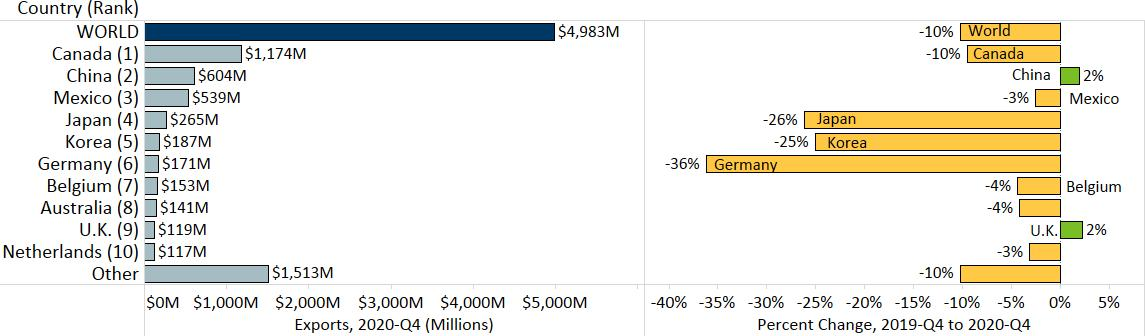 Country (Rank)
WORLD $4,983M -10% World
Canada (1) $1,174M -10% Canada
China (2) $604M China 2%
Mexico (3) $539M -3% Mexico
Japan (4) $265M -26% Japan
Korea (5) $187M -25% Korea
Germany (6) $171M -36% Germany
Belgium (7) $153M -4% Belgium
Australia (8) $141M -4%
U.K. (9) $119M U.K. 2%
Netherlands (10) $117M -3%
Other $1,513M -10%
$0M $1,000M $2,000M $3,000M $4,000M $5,000M -40% -35% -30% -25% -20% -15% -10% -5% 0% 5%
Exports, 2020-Q4 (Millions) Percent Change, 2019-Q4 to 2020-Q4